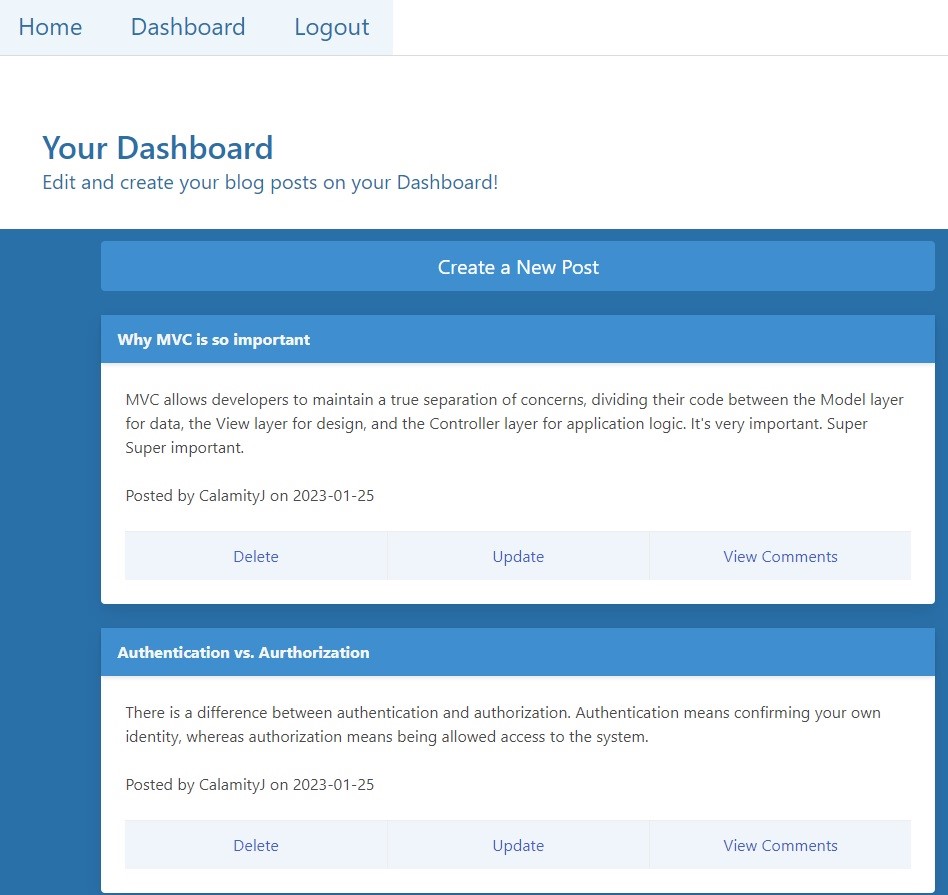 Home Dashboard Logout
Your Dashboard
Edit and create your blog posts on your Dashboard!
Create a New Post
Why MVC is so important
MVC allows developers to maintain a true separation of concerns, dividing their code between the Model layer
for data, the View layer for design, and the Controller layer for application logic. It's very important. Super
Super important.
Posted by CalamityJ on 2023-01-25
Delete Update View Comments
Authentication vs. Aurthorization
There is a difference between authentication and authorization. Authentication means confirming your own
identity, whereas authorization means being allowed access to the system.
Posted by CalamityJ on 2023-01-25
Delete Update View Comments